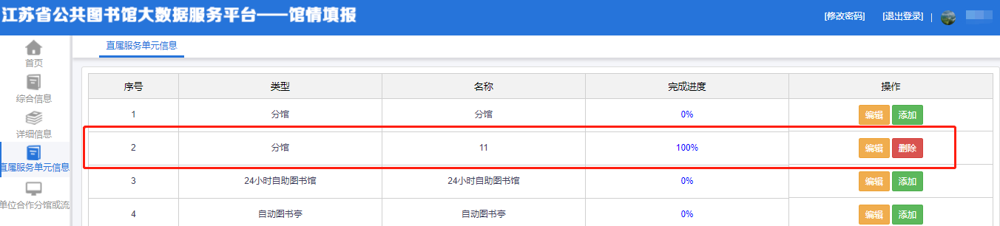 江苏省公共图书馆大数据服务平台——馆情填报
[修改密码] [退出登录] |
首页
综合信息
详细信息
直属服务单元信息
单位合作分馆或流
直属服务单元信息
序号 类型 名称 完成进度 操作
1 分馆 分馆 0% 编辑 添加
2 分馆 11 100% 编辑 删除
3 24小时自助图书馆 24小时自助图书馆 0% 编辑 添加
4 自动图书亭 自动图书亭 0% 编辑 添加